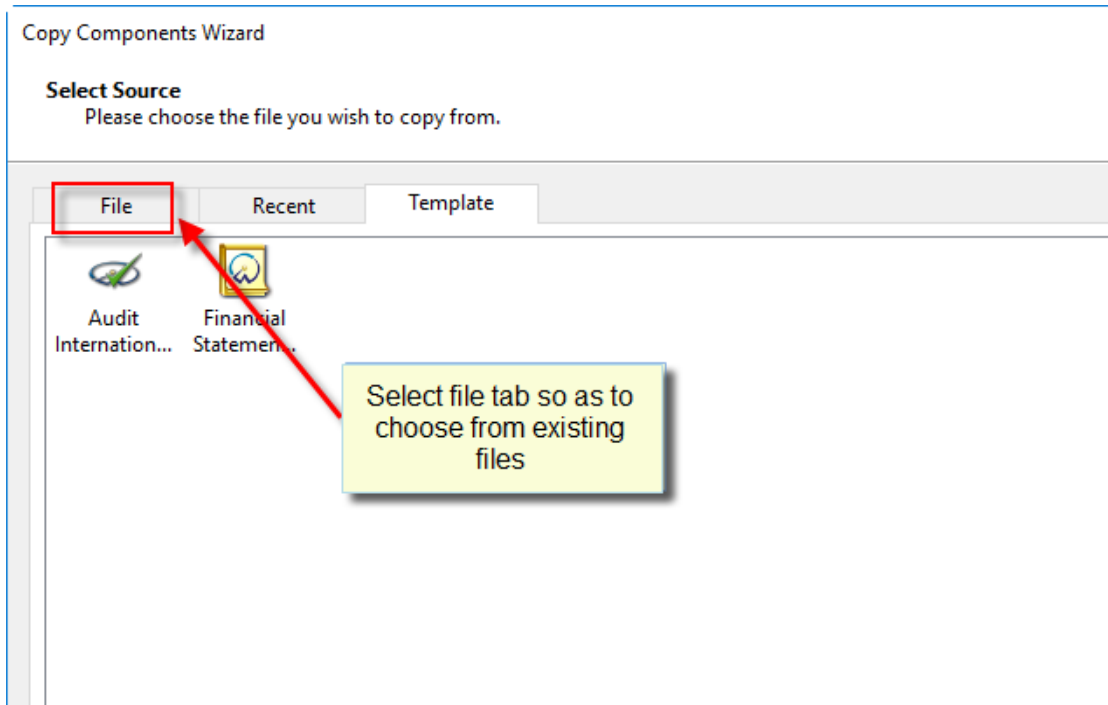 Copy Components Wizard
Select Source
Please choose the file you wish to copy from.
File Recent Template
Audit Financial
Internation... Statemen...
Select file tab so as to
choose from existing
files